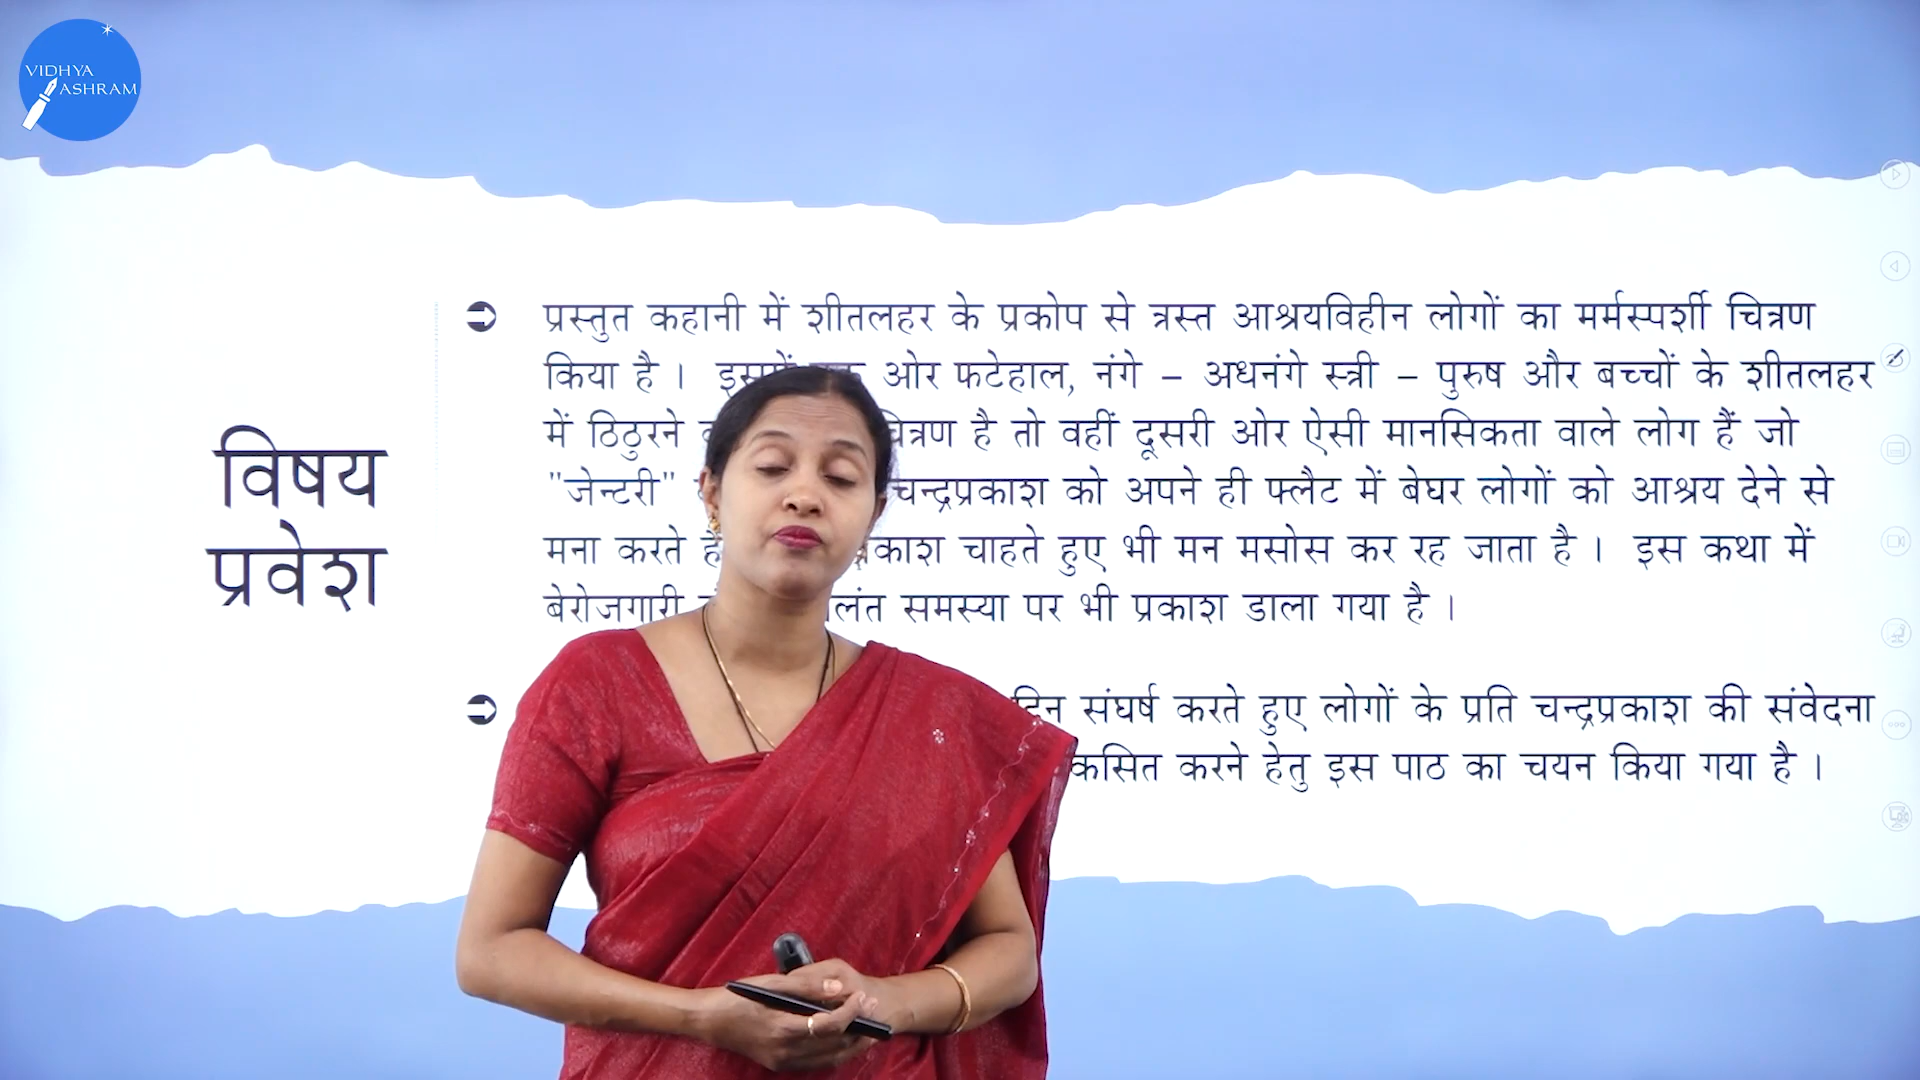 VIDHYA
ASHRAM
विषय
प्रवेश
प्रस्तुत कहानी में शीतलहर के प्रकोप से त्रस्त आश्रयविहीन लोगों का मर्मस्पर्शी चित्रण
किया है । ओर फटेहाल, नंगे – अधनंगे स्त्री – पुरुष और बच्चों के शीतलहर
में ठिठुरने है तो वहीं दूसरी ओर ऐसी मानसिकता वाले लोग हैं जो
"जेन्टरी" चन्द्रप्रकाश को अपने ही फ्लैट में बेघर लोगों को आश्रय देने से
मना करते चाहते हुए भी मन मसोस कर रह जाता है । इस कथा में
बेरोजगारी समस्या पर भी प्रकाश डाला गया है ।
संघर्ष करते हुए लोगों के प्रति चन्द्रप्रकाश की संवेदना
करने हेतु इस पाठ का चयन किया गया है ।